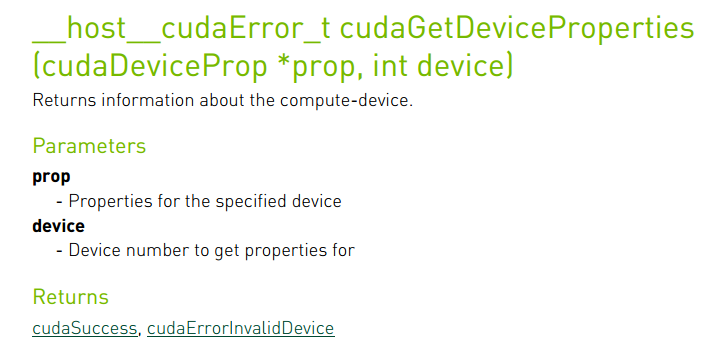 __host__cudaError_t cudaGetDeviceProperties
(cudaDeviceProp *prop, int device)
Returns information about the compute-device.
Parameters
prop
- Properties for the specified device
device
- Device number to get properties for
Returns
cudaSuccess, cudaErrorInvalidDevice